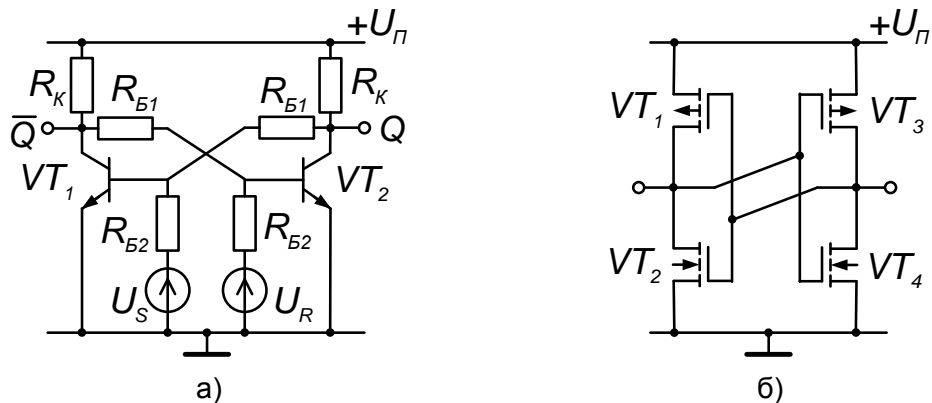 +U_П
+U_П
R_К
R_Б1
R_Б1
R_К
VT_1
VT_3
Q̅
Q
VT_1
VT_2
R_Б2
R_Б2
VT_2
VT_4
U_S
U_R
а)
б)